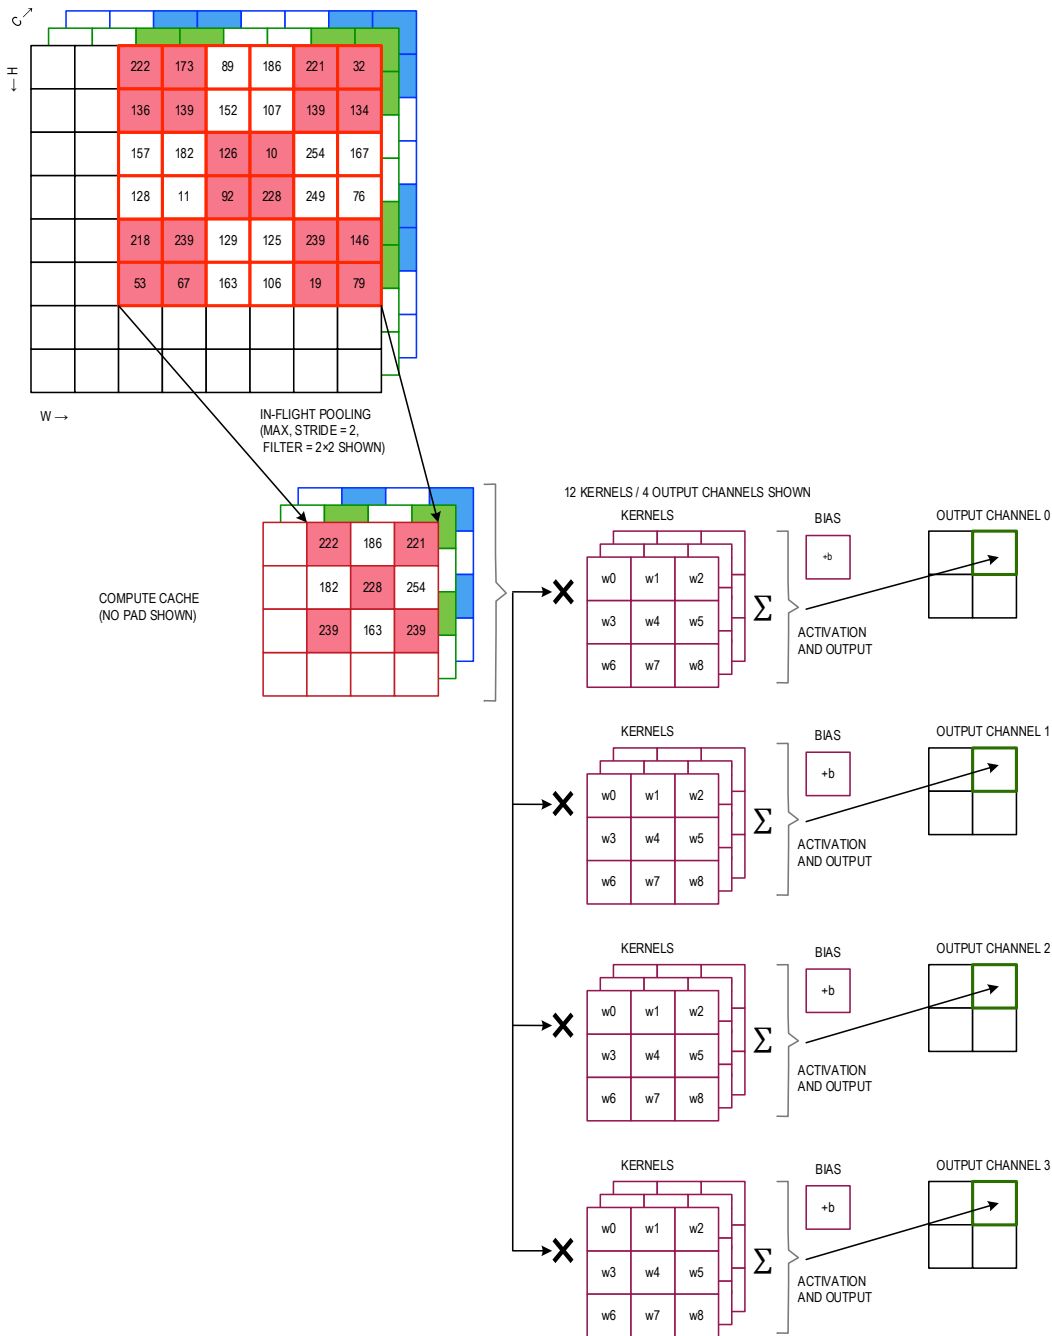 C →
← H
222 173 89 186 221 32
136 139 152 107 139 134
157 182 126 10 254 167
128 11 92 228 249 76
218 239 129 125 239 146
53 67 163 106 19 79
W →
IN-FLIGHT POOLING
(MAX, STRIDE = 2,
FILTER = 2×2 SHOWN)
COMPUTE CACHE
(NO PAD SHOWN)
222 186 221
182 228 254
239 163 239
12 KERNELS / 4 OUTPUT CHANNELS SHOWN
KERNELS
w0 w1 w2
w3 w4 w5
w6 w7 w8
Σ
BIAS
+b
ACTIVATION
AND OUTPUT
OUTPUT CHANNEL 0
KERNELS
w0 w1 w2
w3 w4 w5
w6 w7 w8
Σ
BIAS
+b
ACTIVATION
AND OUTPUT
OUTPUT CHANNEL 1
KERNELS
w0 w1 w2
w3 w4 w5
w6 w7 w8
Σ
BIAS
+b
ACTIVATION
AND OUTPUT
OUTPUT CHANNEL 2
KERNELS
w0 w1 w2
w3 w4 w5
w6 w7 w8
Σ
BIAS
+b
ACTIVATION
AND OUTPUT
OUTPUT CHANNEL 3